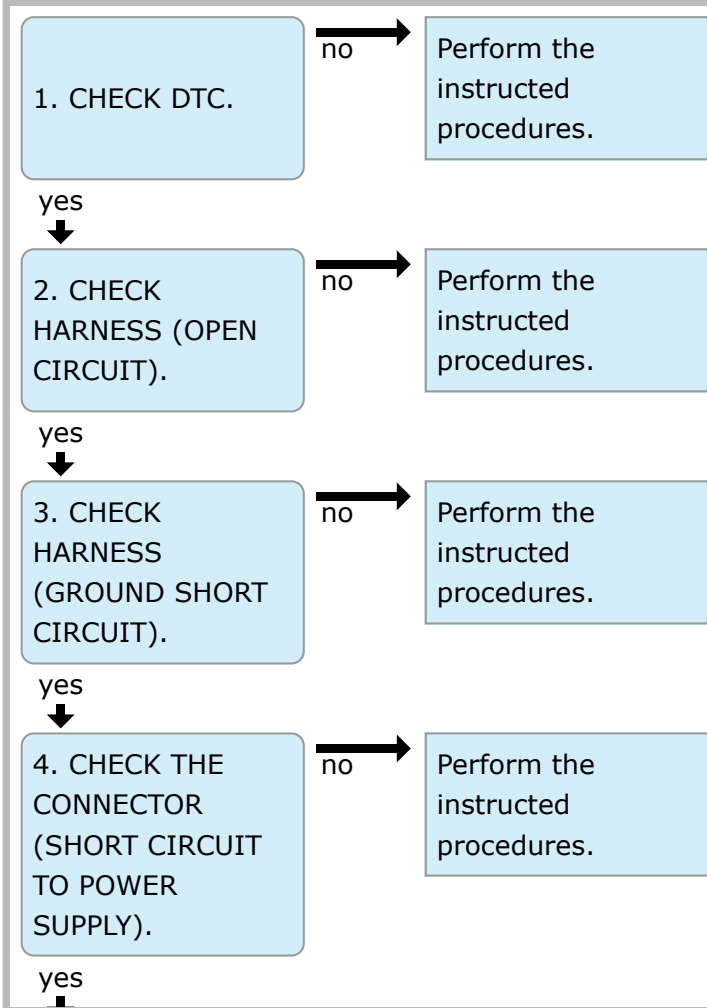 1. CHECK DTC.
no
Perform the
instructed
procedures.
yes
2. CHECK
HARNESS (OPEN
CIRCUIT).
no
Perform the
instructed
procedures.
yes
3. CHECK
HARNESS
(GROUND SHORT
CIRCUIT).
no
Perform the
instructed
procedures.
yes
4. CHECK THE
CONNECTOR
(SHORT CIRCUIT
TO POWER
SUPPLY).
no
Perform the
instructed
procedures.
yes